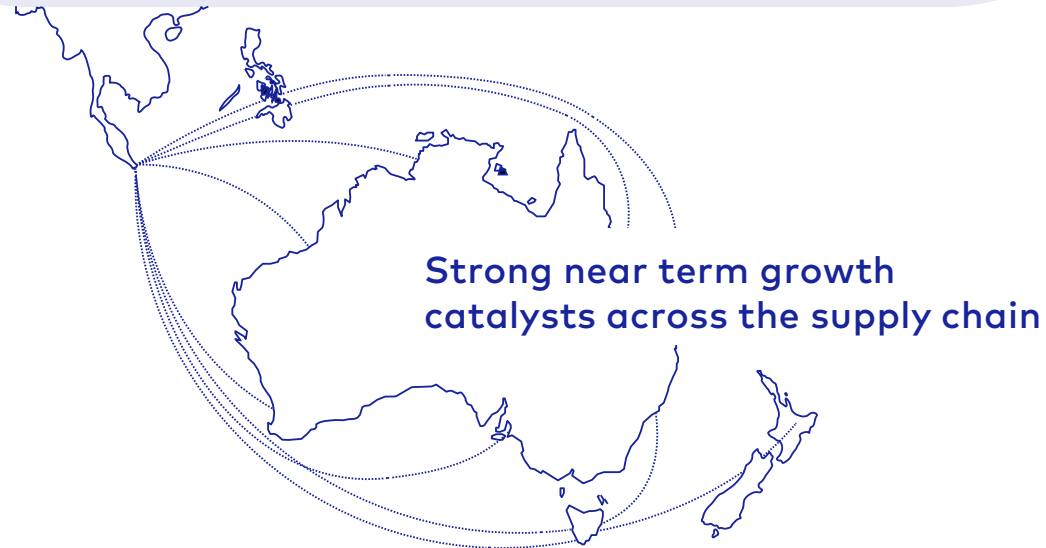 Strong near term growth
catalysts across the supply chain